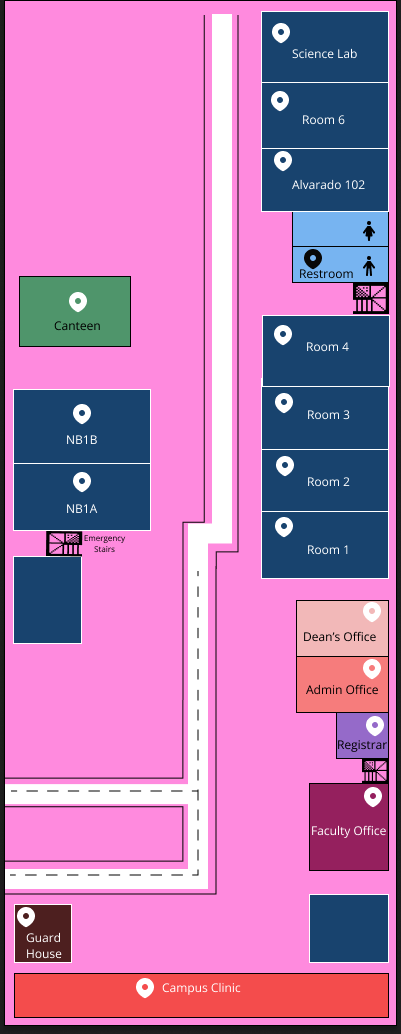 Science Lab
Room 6
Alvarado 102
Restroom
Canteen
Room 4
Room 3
NB1B
Room 2
NB1A
Emergency
Stairs
Room 1
Dean's Office
Admin Office
Registrar
Faculty Office
Guard
House
Campus Clinic